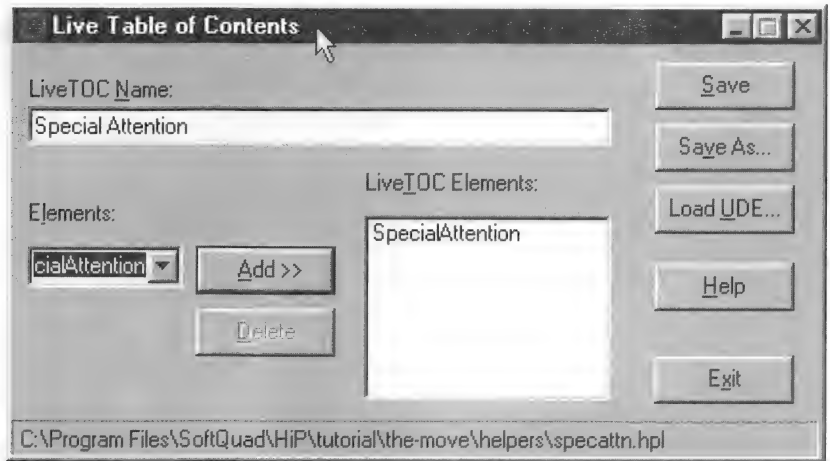 Live Table of Contents
LiveTOC Name:
Special Attention
Elements:
cialAttention
Add >>
Delete
LiveTOC Elements:
SpecialAttention
Save
Save As...
Load UDE...
Help
Exit
C:\Program Files\SoftQuad\HiP\tutorial\the-move\helpers\specattn.hpl